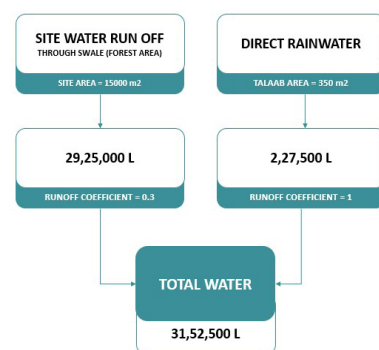 SITE WATER RUN OFF
THROUGH SWALE (FOREST AREA)
SITE AREA = 15000 m2
DIRECT RAINWATER
TALAAB AREA = 350 m2
29,25,000 L
RUNOFF COEFFICIENT = 0.3
2,27,500 L
RUNOFF COEFFICIENT = 1
TOTAL WATER
31,52,500 L